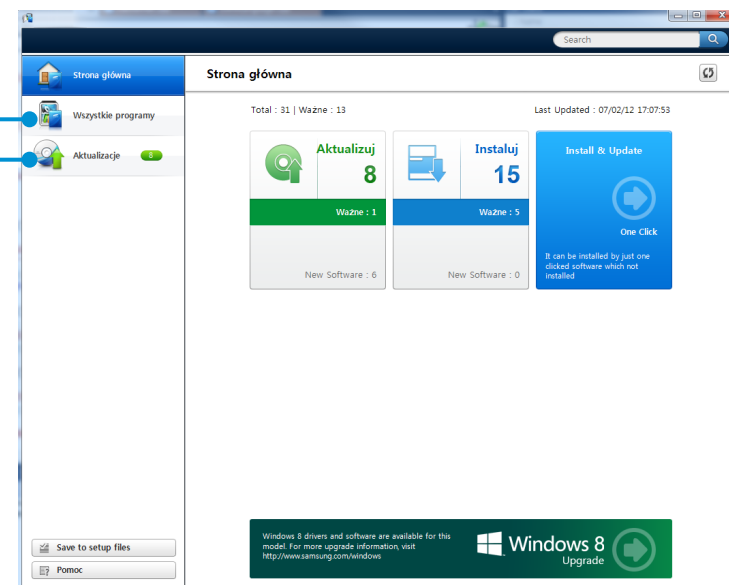 Search
Strona główna
Wszystkie programy
Aktualizacje
8
Strona główna
Total : 31 | Ważne : 13
Last Updated : 07/02/12 17:07:53
Aktualizuj
8
Ważne : 1
New Software : 6
Instaluj
15
Ważne : 5
New Software : 0
Install & Update
One Click
It can be installed by just one
clicked software which not
installed
Save to setup files
Pomoc
Windows 8 drivers and software are available for this
model. For more upgrade information, visit
http://www.samsung.com/windows
Windows 8
Upgrade